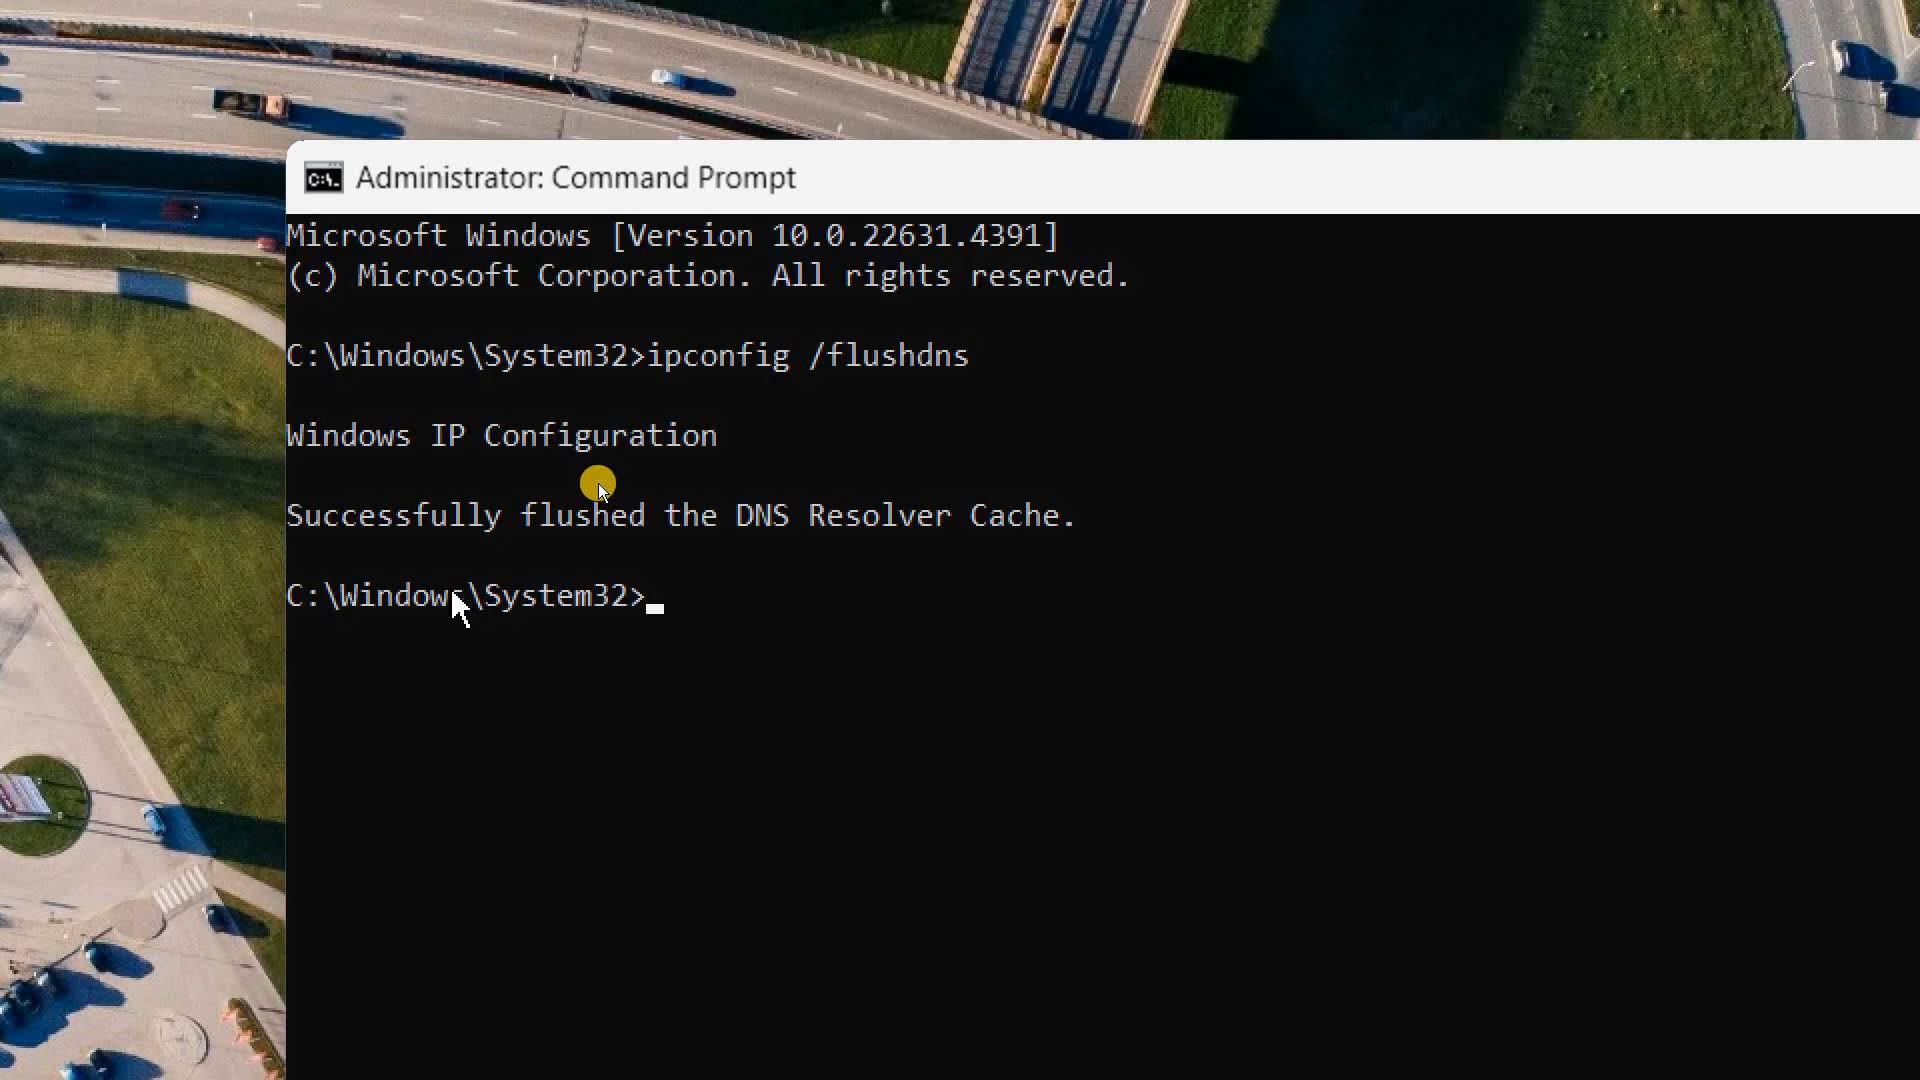 Administrator: Command Prompt
Microsoft Windows [Version 10.0.22631.4391]
(c) Microsoft Corporation. All rights reserved.
C:\Windows\System32>ipconfig /flushdns
Windows IP Configuration
Successfully flushed the DNS Resolver Cache.
C:\Windows\System32>